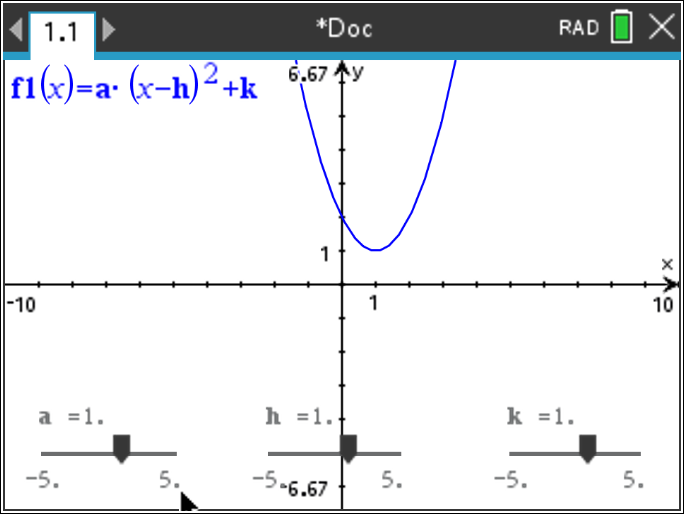 1.1 *Doc RAD
f1(x)=a·(x−h)²+k
6.67 y
1
x
-10 1 10
a =1. h =1. k =1.
-5. 5. -5. 5. -5. 5.
-6.67